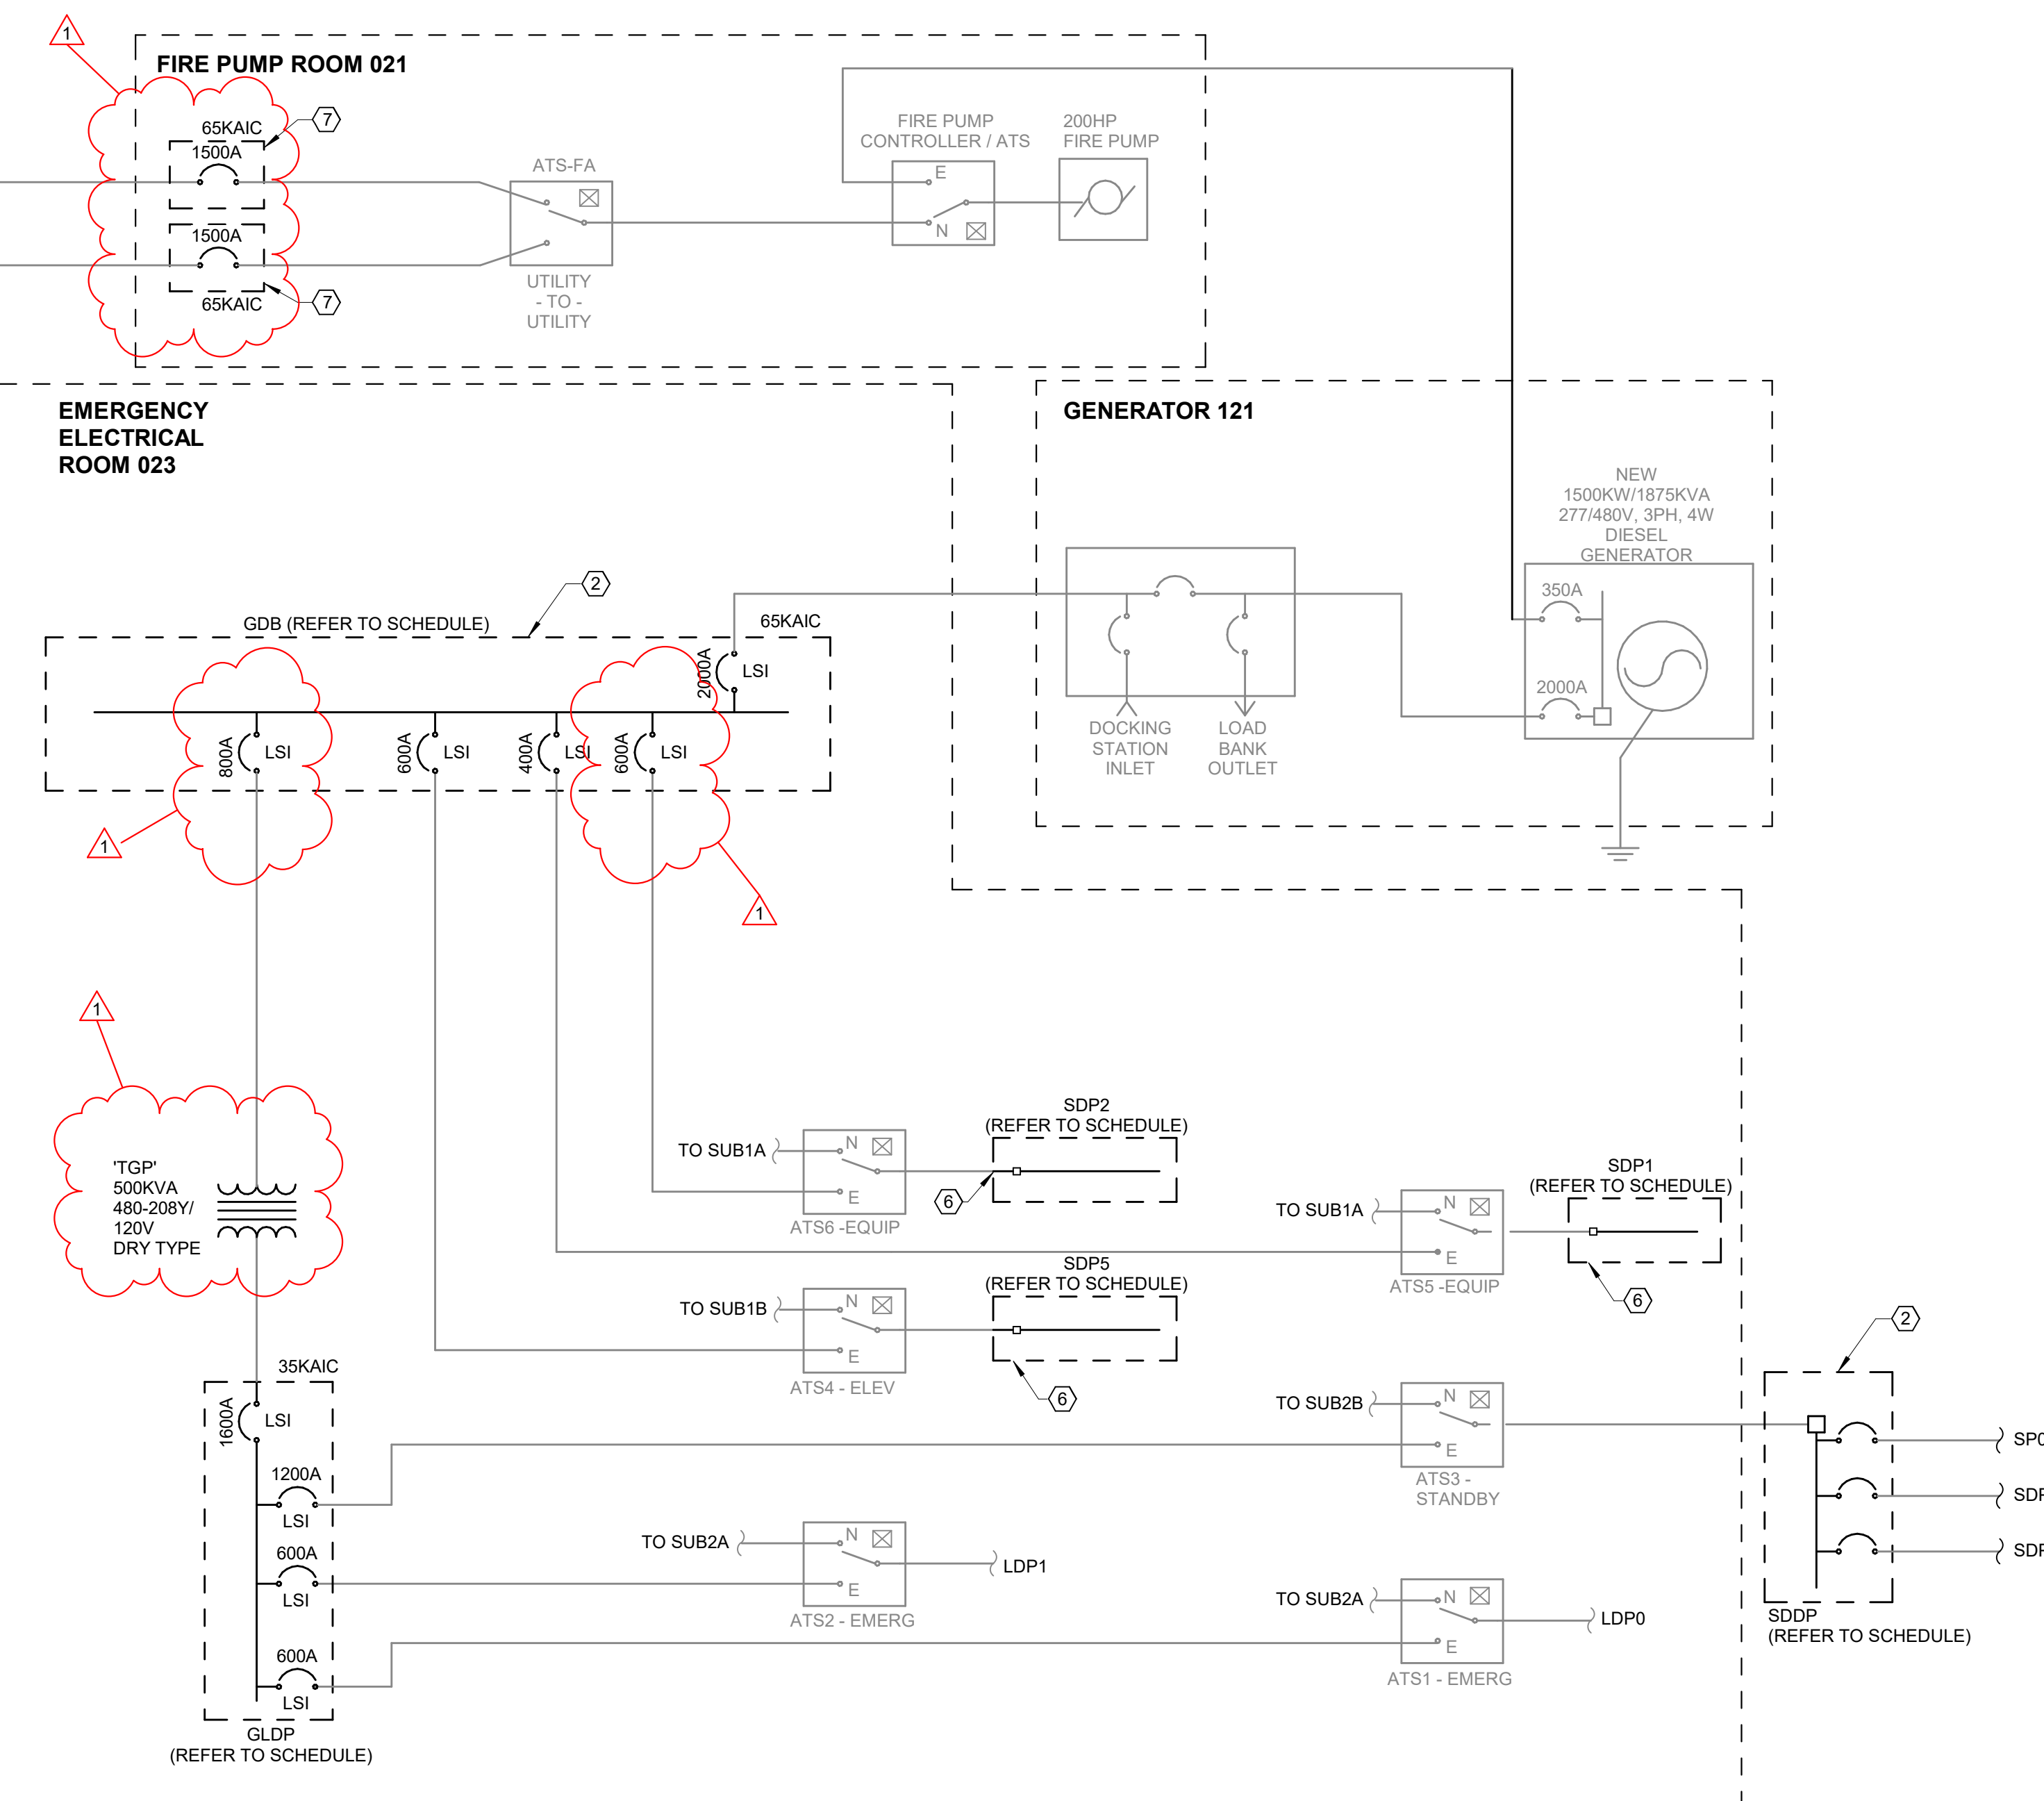 1
FIRE PUMP ROOM 021
65KAIC
7
1500A
1500A
65KAIC
7
ATS-FA
UTILITY
- TO -
UTILITY
FIRE PUMP
CONTROLLER / ATS
E
N
200HP
FIRE PUMP
EMERGENCY
ELECTRICAL
ROOM 023
GENERATOR 121
NEW
1500KW/1875KVA
277/480V, 3PH, 4W
DIESEL
GENERATOR
350A
2000A
DOCKING
STATION
INLET
LOAD
BANK
OUTLET
2
GDB (REFER TO SCHEDULE)
65KAIC
2000A
LSI
800A
LSI
600A
LSI
400A
LSI
600A
LSI
1
1
1
'TGP'
500KVA
480-208Y/
120V
DRY TYPE
TO SUB1A
N
E
ATS6 -EQUIP
SDP2
(REFER TO SCHEDULE)
6
TO SUB1A
N
E
ATS5 -EQUIP
SDP1
(REFER TO SCHEDULE)
6
TO SUB1B
N
E
ATS4 - ELEV
SDP5
(REFER TO SCHEDULE)
6
2
35KAIC
1600A
LSI
1200A
LSI
600A
LSI
600A
LSI
GLDP
(REFER TO SCHEDULE)
TO SUB2B
N
E
ATS3 -
STANDBY
TO SUB2A
N
E
ATS2 - EMERG
LDP1
TO SUB2A
N
E
ATS1 - EMERG
LDP0
SDDP
(REFER TO SCHEDULE)